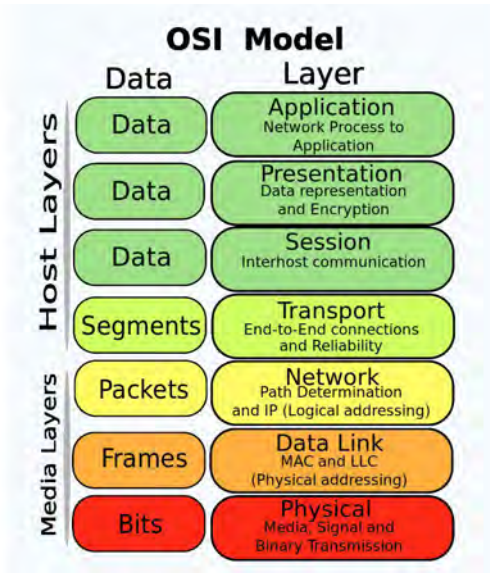 OSI Model
Data
Layer
Host Layers
Data
Application
Network Process to
Application
Data
Presentation
Data representation
and Encryption
Data
Session
Interhost communication
Segments
Transport
End-to-End connections
and Reliability
Media Layers
Packets
Network
Path Determination
and IP (Logical addressing)
Frames
Data Link
MAC and LLC
(Physical addressing)
Bits
Physical
Media, Signal and
Binary Transmission